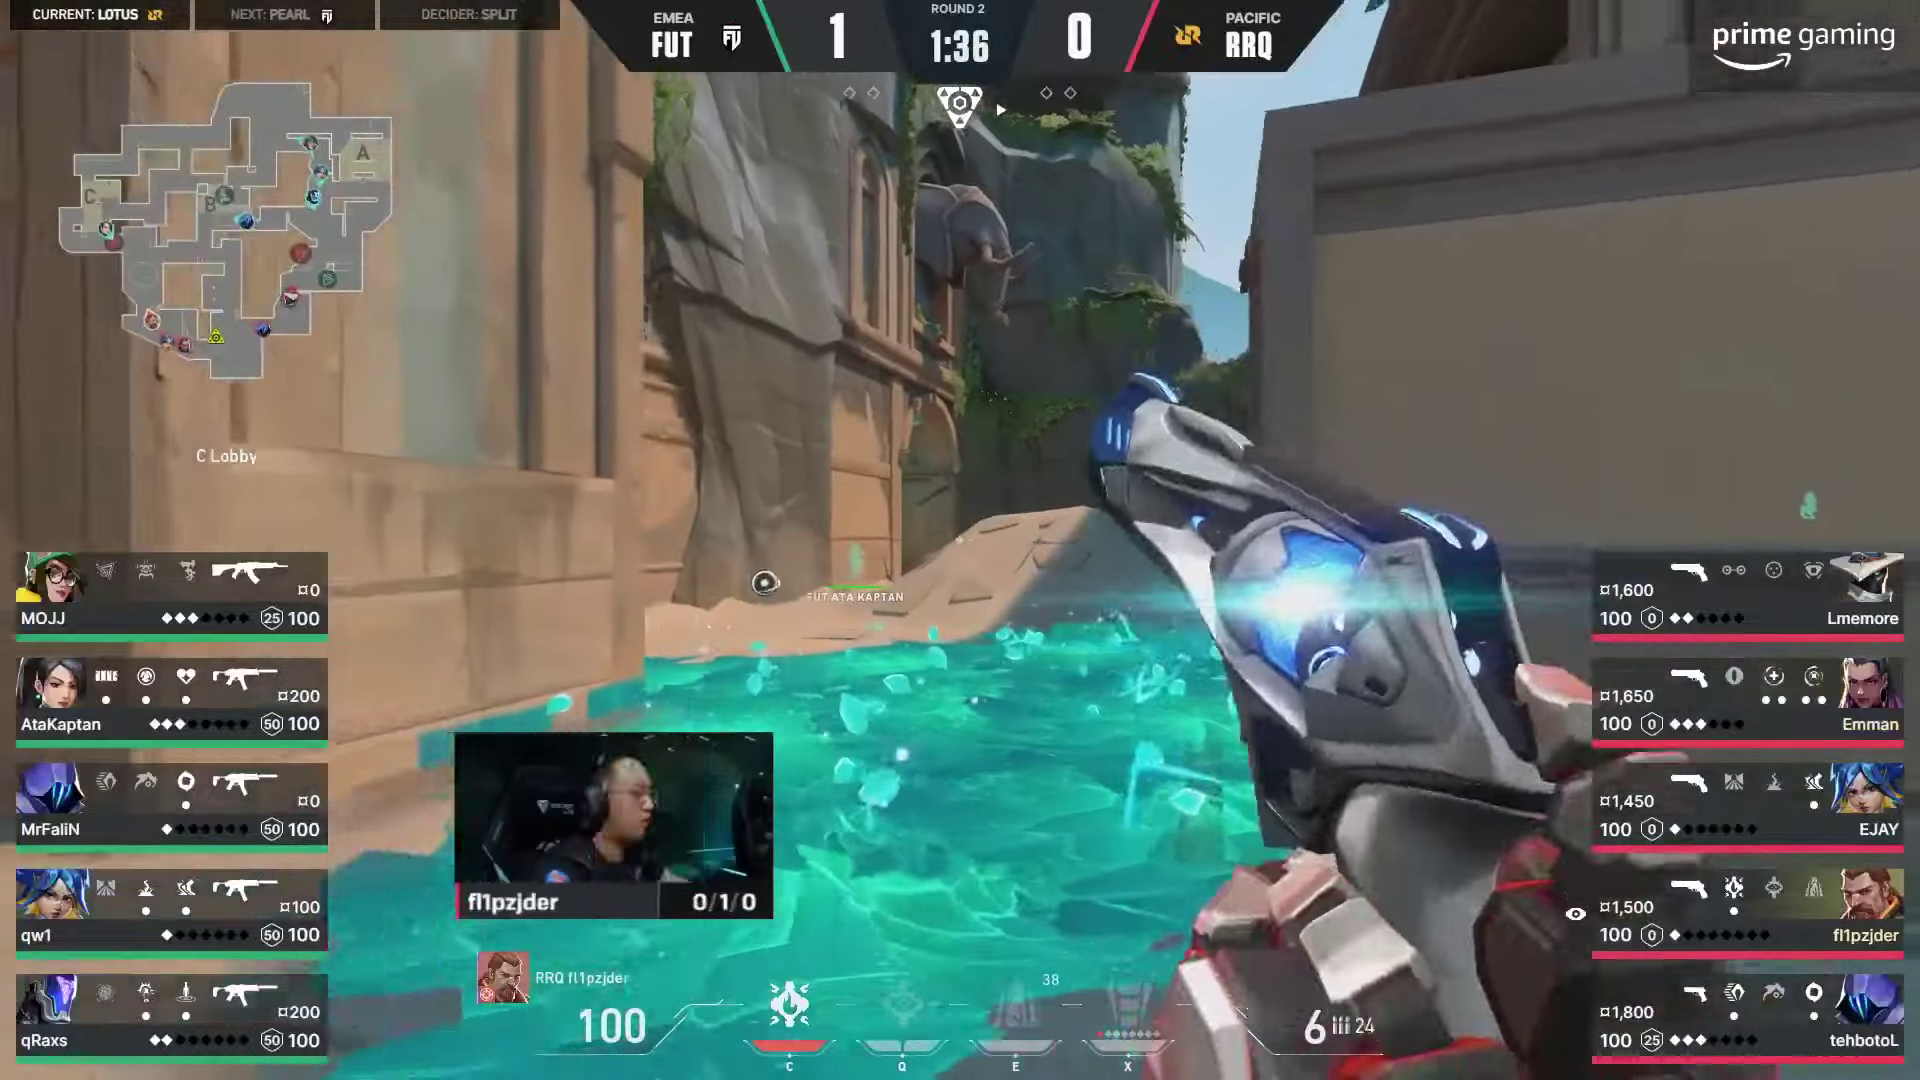 CURRENT: LOTUS
NEXT: PEARL
DECIDER: SPLIT
EMEA
FUT
1
ROUND 2
1:36
0
PACIFIC
RRQ
prime gaming
A
B
C
C Lobby
FUT ATA KAPTAN
¤0
MOJJ
25 100
¤200
AtaKaptan
50 100
¤0
MrFaliN
50 100
¤100
qw1
50 100
¤200
qRaxs
50 100
¤1,600
100 0
Lmemore
¤1,650
100 0
Emman
¤1,450
100 0
EJAY
¤1,500
100 0
fl1pzjder
¤1,800
100 25
tehbotoL
fl1pzjder
0/1/0
RRQ fl1pzjder
100
38
6 24
C
Q
E
X